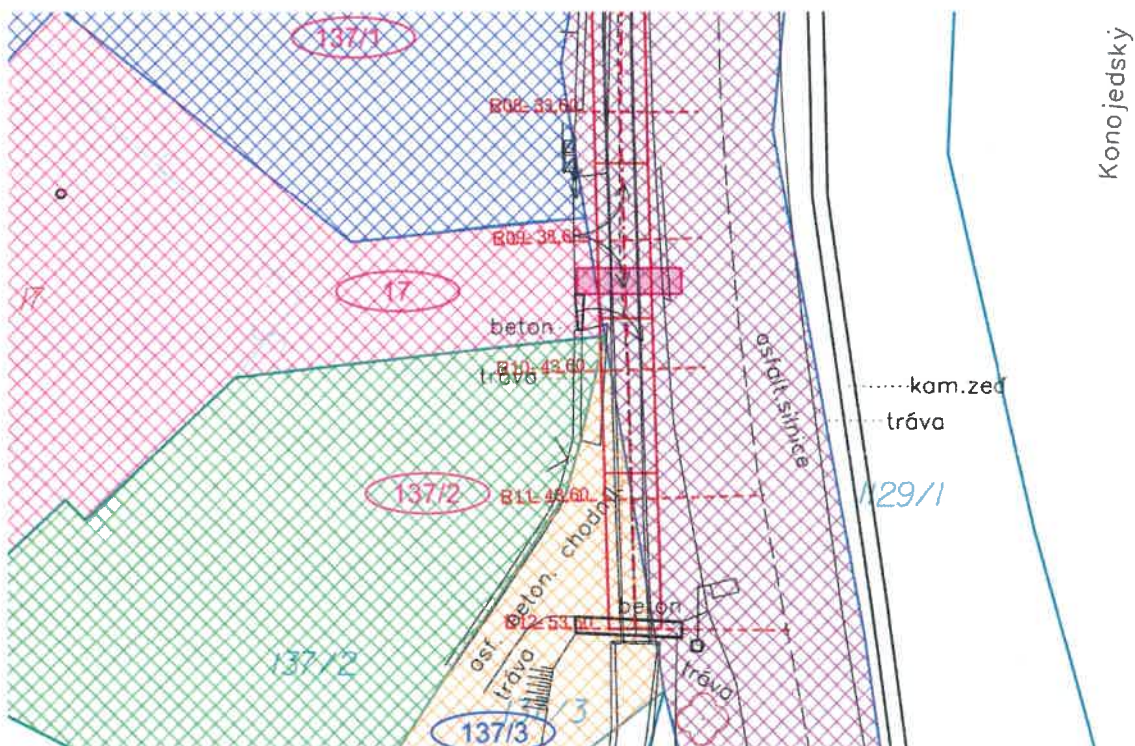 137/1
Konojedský
B08-33,60
B09-38,60
17
17
beton
B10-43,60
tráva
asfalt.silnice
kam.zeď
tráva
137/2
B11-48,60
1129/1
asf. beton. chodník
beton
B12-53,60
137/2
tráva
tráva
137/3